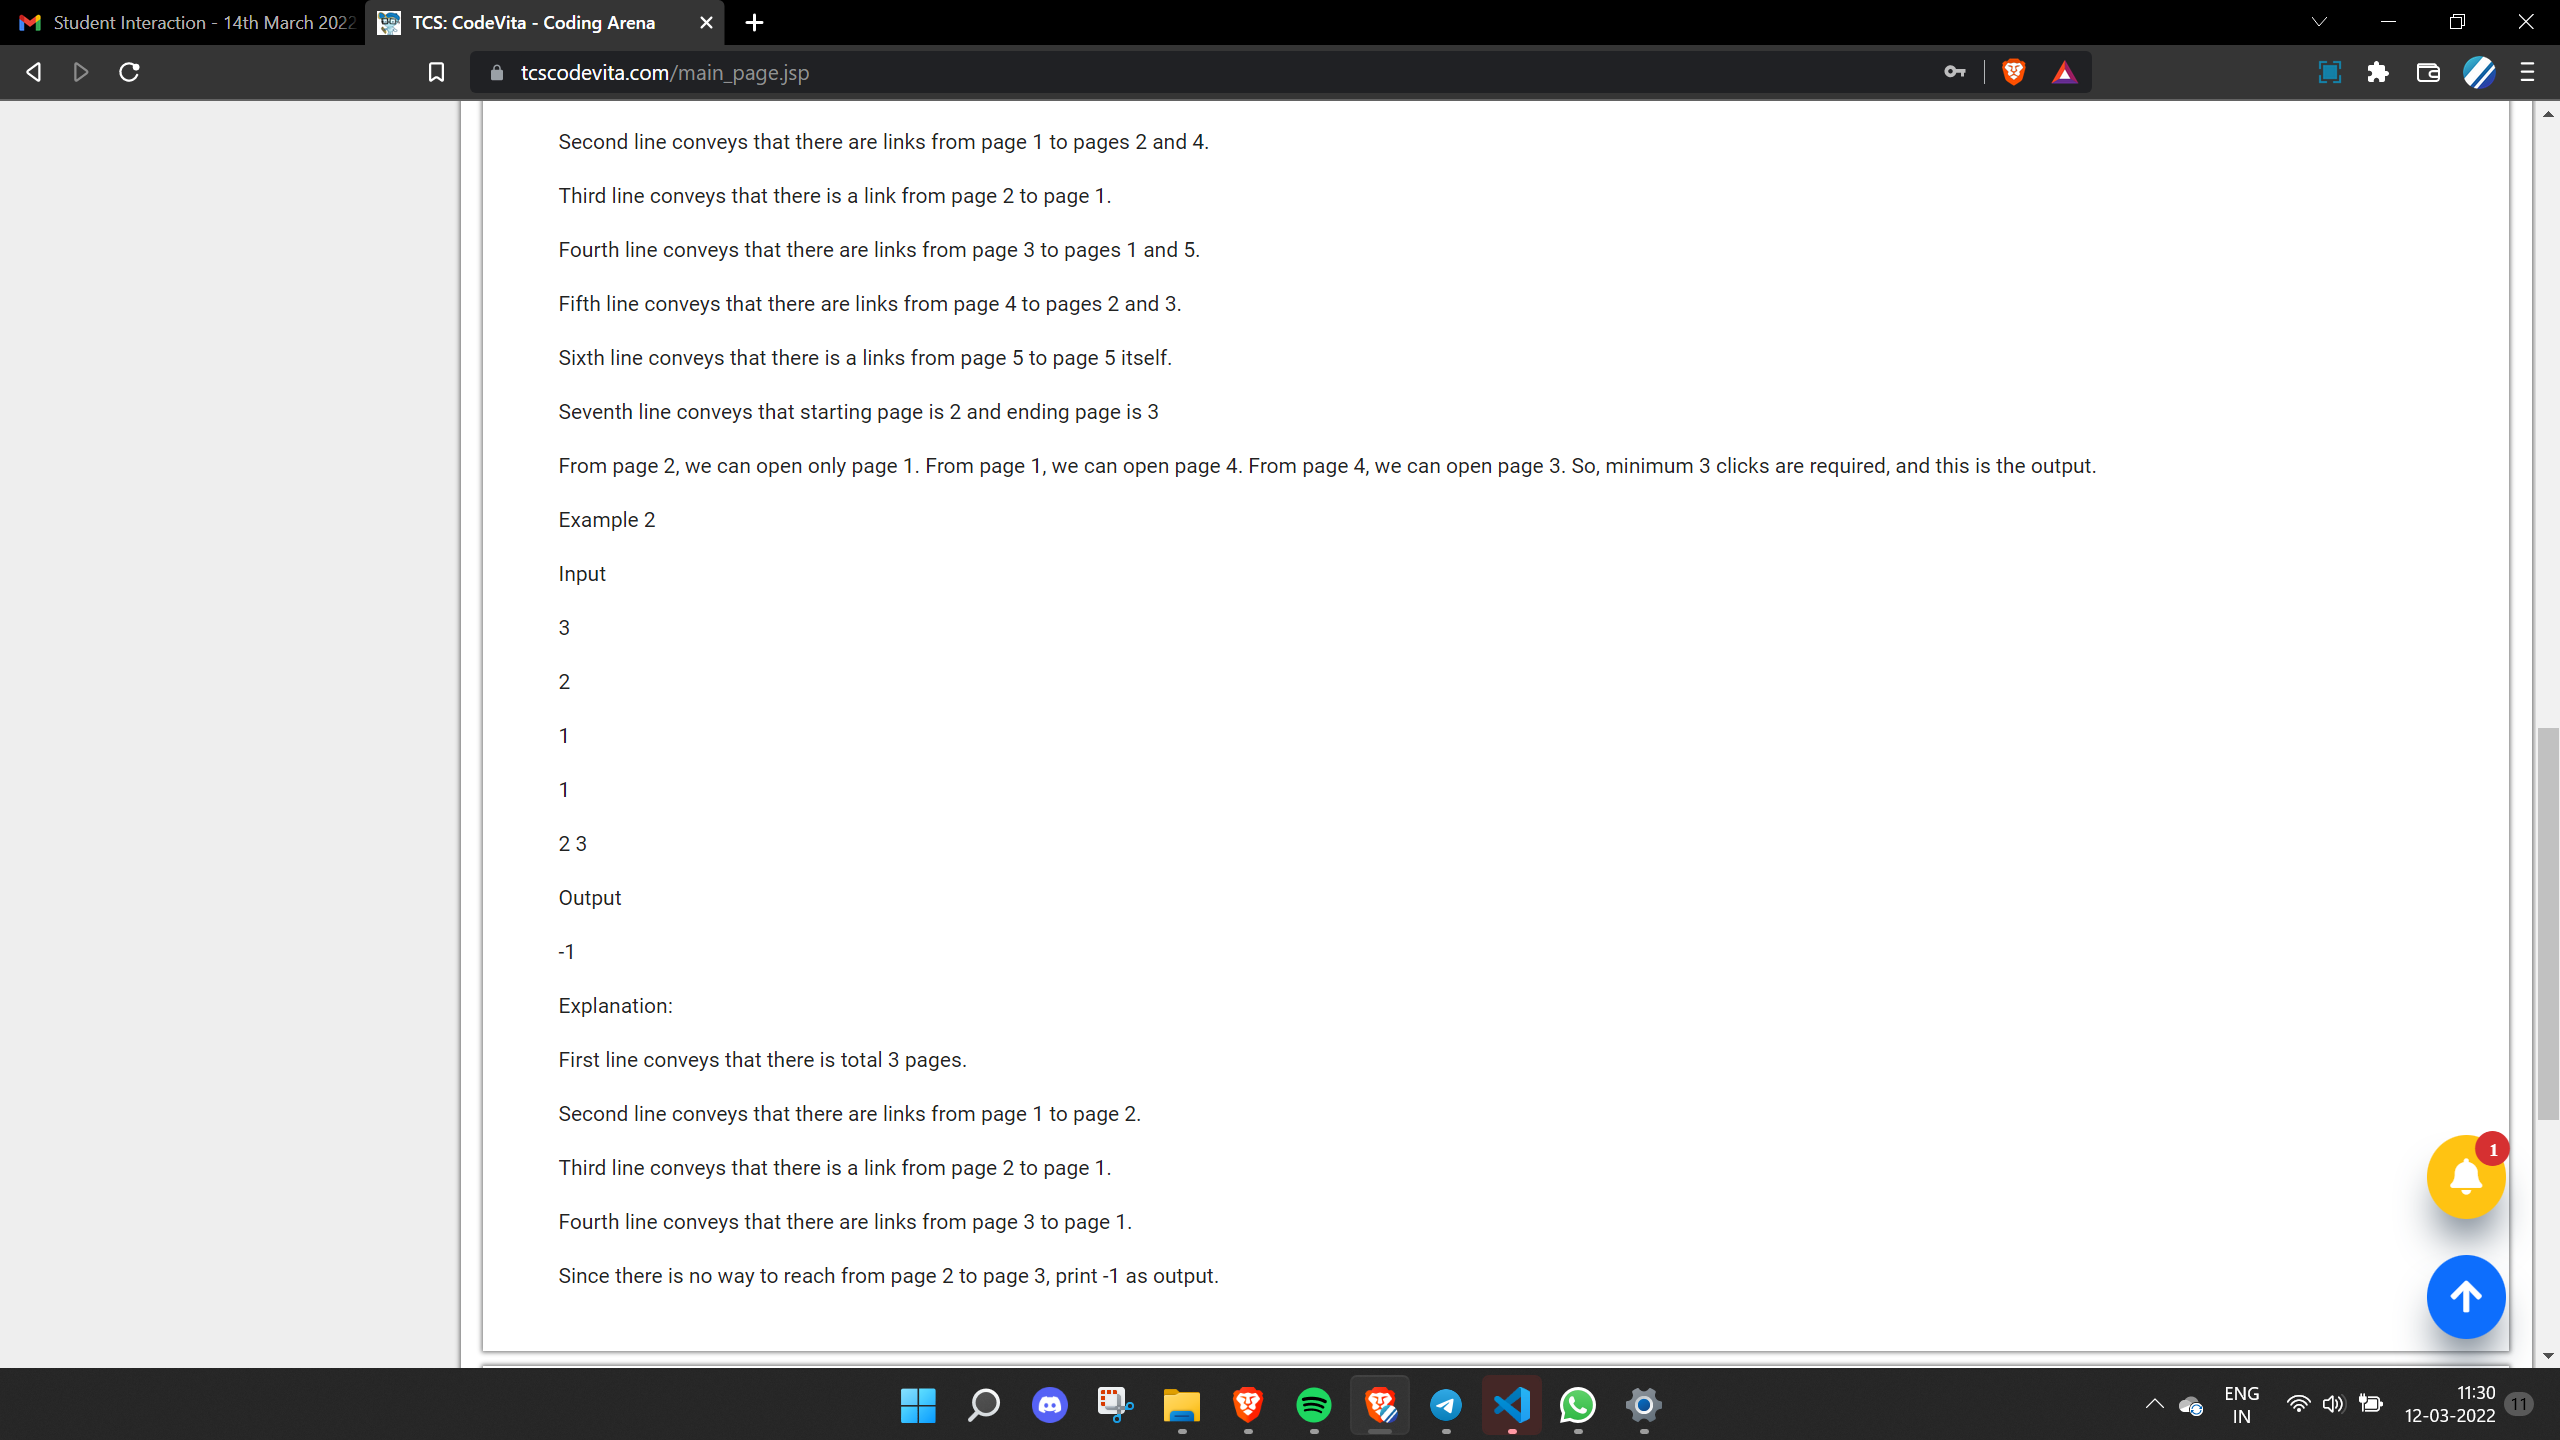 Student Interaction - 14th March 2022
TCS: CodeVita - Coding Arena
tcscodevita.com/main_page.jsp
Second line conveys that there are links from page 1 to pages 2 and 4.
Third line conveys that there is a link from page 2 to page 1.
Fourth line conveys that there are links from page 3 to pages 1 and 5.
Fifth line conveys that there are links from page 4 to pages 2 and 3.
Sixth line conveys that there is a links from page 5 to page 5 itself.
Seventh line conveys that starting page is 2 and ending page is 3
From page 2, we can open only page 1. From page 1, we can open page 4. From page 4, we can open page 3. So, minimum 3 clicks are required, and this is the output.
Example 2
Input
3
2
1
1
2 3
Output
-1
Explanation:
First line conveys that there is total 3 pages.
Second line conveys that there are links from page 1 to page 2.
Third line conveys that there is a link from page 2 to page 1.
Fourth line conveys that there are links from page 3 to page 1.
Since there is no way to reach from page 2 to page 3, print -1 as output.
1
ENG
IN
11:30
12-03-2022
11